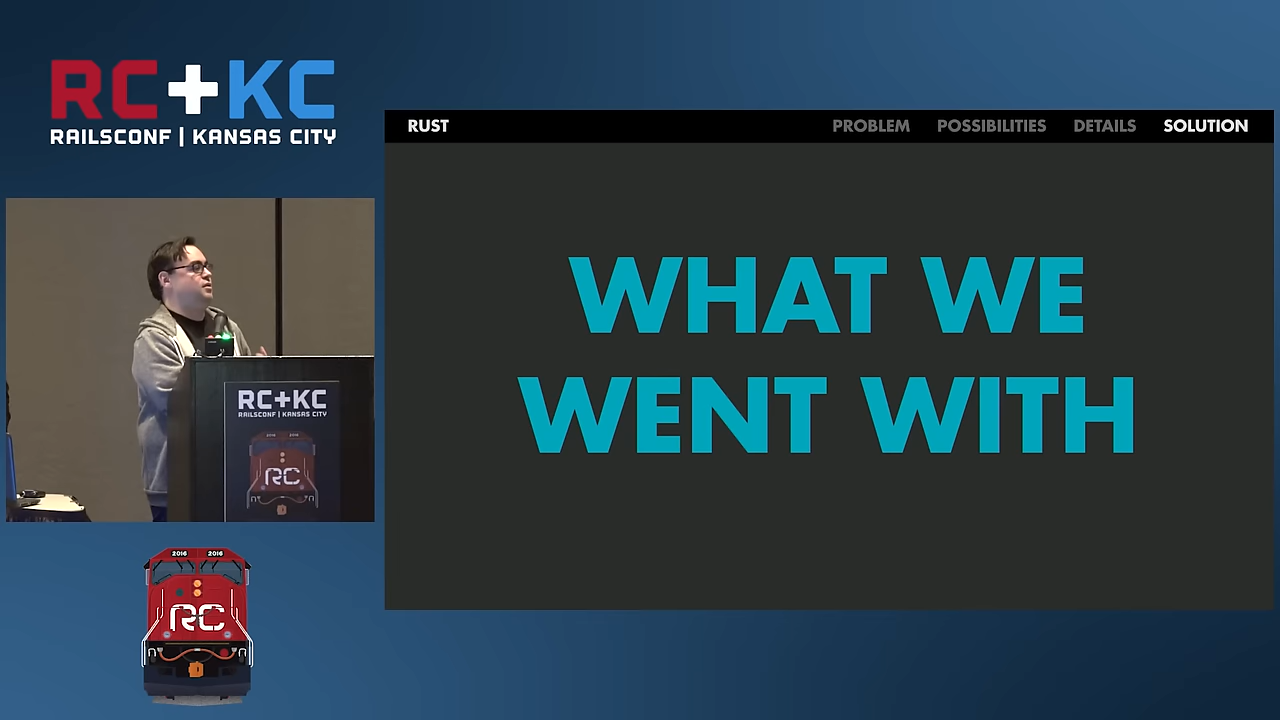 RC+KC
RAILSCONF | KANSAS CITY
RUST PROBLEM POSSIBILITIES DETAILS SOLUTION
WHAT WE
WENT WITH
RC+KC
RAILSCONF | KANSAS CITY
RC
2016 2016
RC